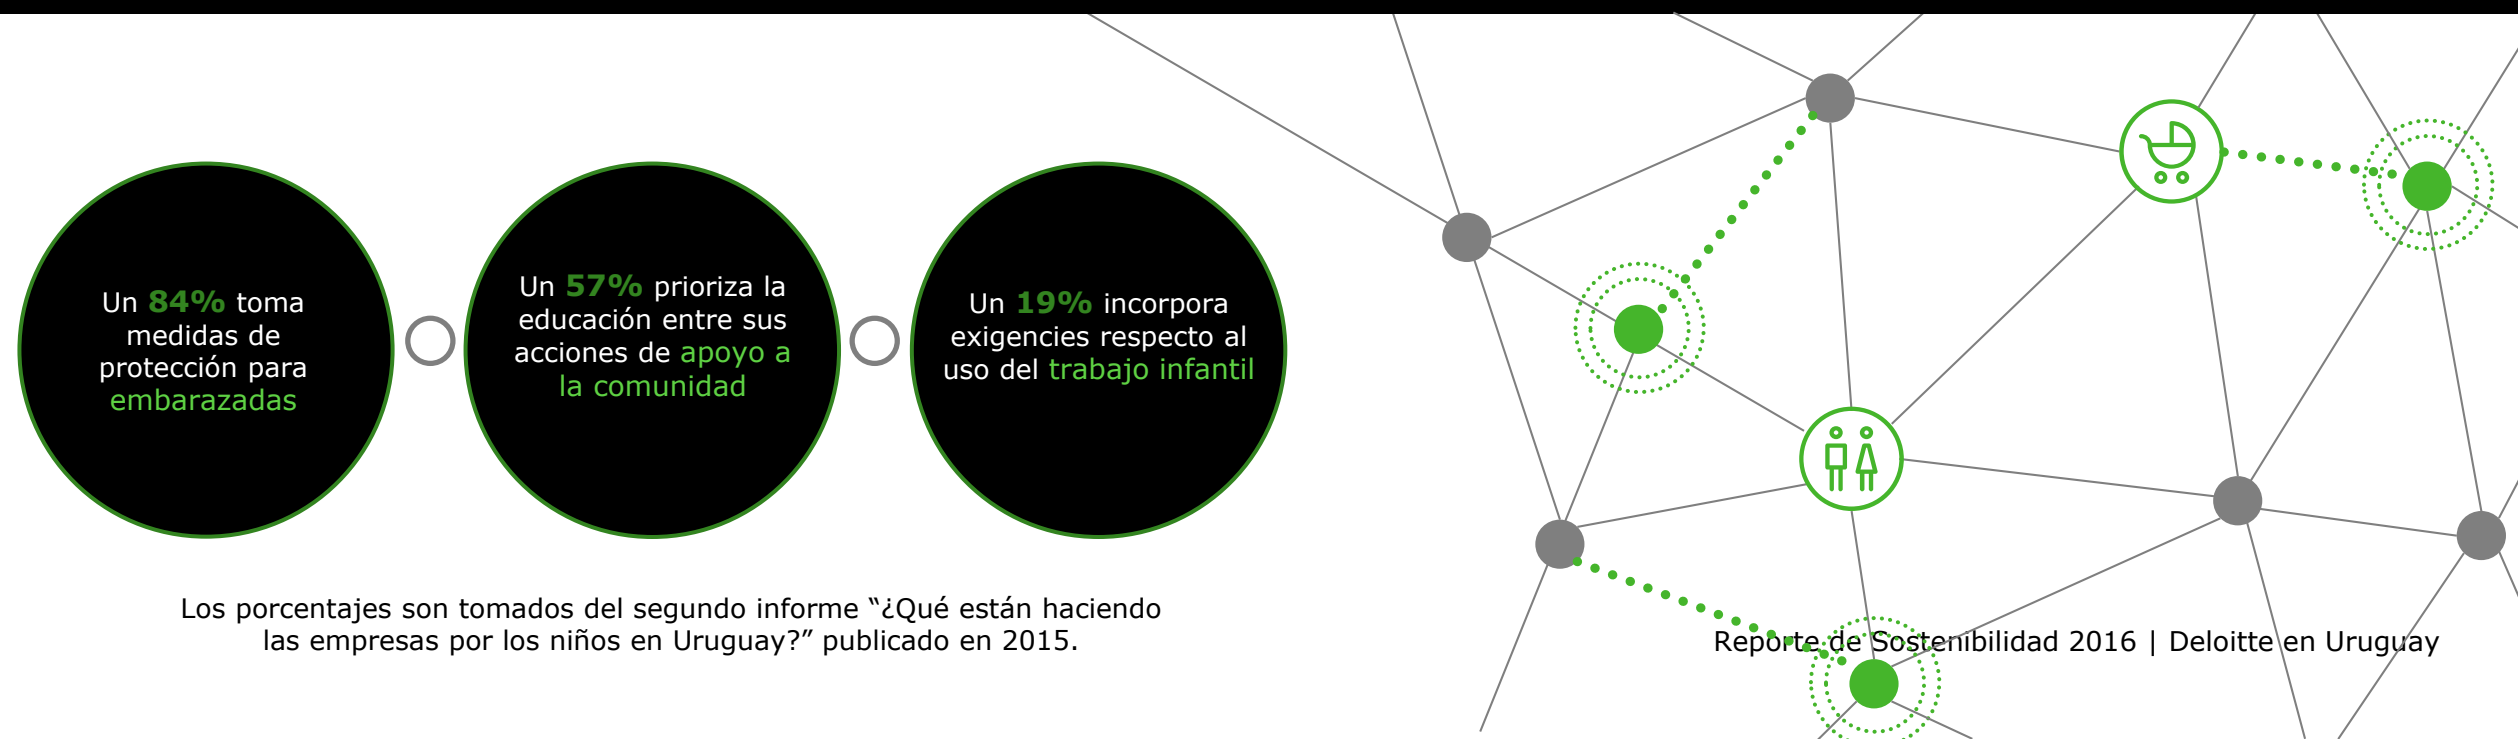 Un 84% toma
medidas de
protección para
embarazadas
Un 57% prioriza la
educación entre sus
acciones de apoyo a
la comunidad
Un 19% incorpora
exigencies respecto al
uso del trabajo infantil
Los porcentajes son tomados del segundo informe “¿Qué están haciendo
las empresas por los niños en Uruguay?” publicado en 2015.
Reporte de Sostenibilidad 2016 | Deloitte en Uruguay